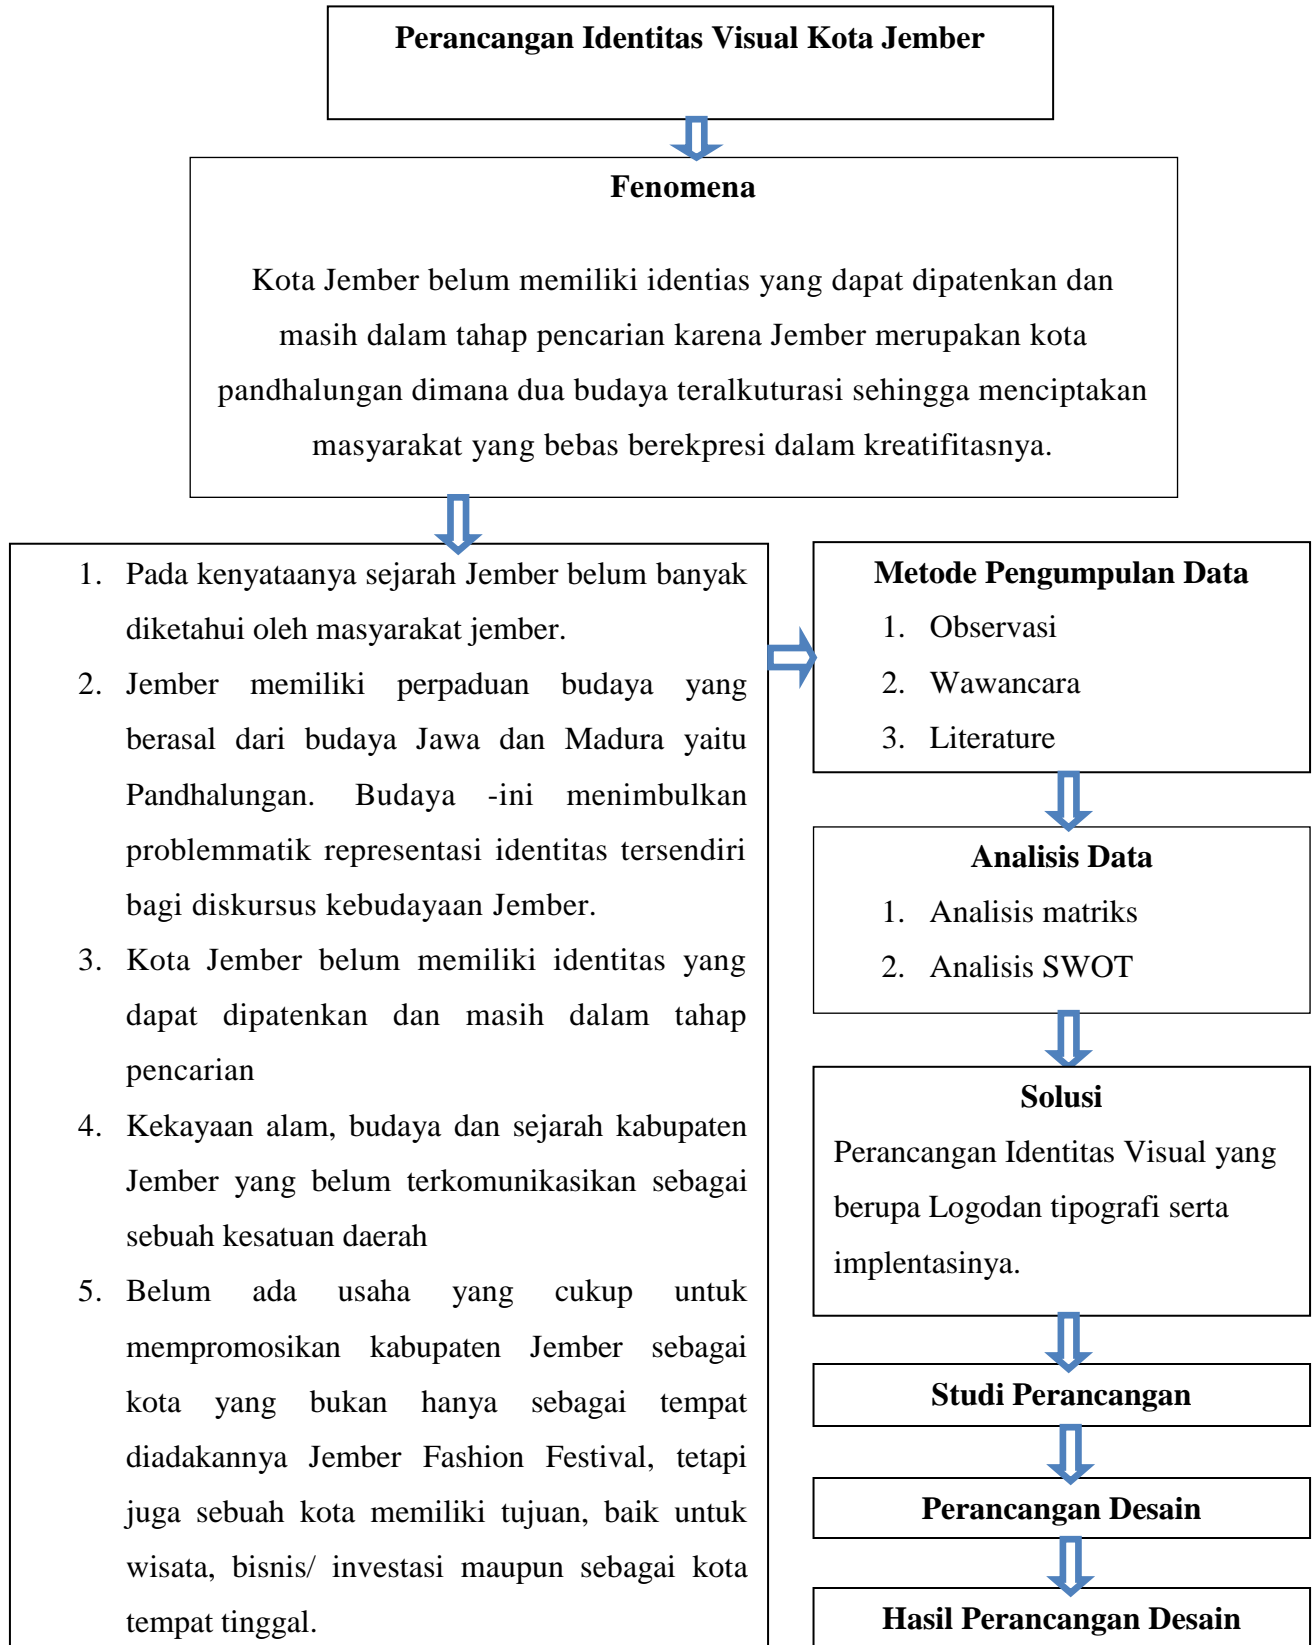 Perancangan Identitas Visual Kota Jember
Fenomena
Kota Jember belum memiliki identias yang dapat dipatenkan dan
masih dalam tahap pencarian karena Jember merupakan kota
pandhalungan dimana dua budaya teralkuturasi sehingga menciptakan
masyarakat yang bebas berekpresi dalam kreatifitasnya.
1. Pada kenyataanya sejarah Jember belum banyak
diketahui oleh masyarakat jember.
2. Jember memiliki perpaduan budaya yang
berasal dari budaya Jawa dan Madura yaitu
Pandhalungan. Budaya -ini menimbulkan
problemmatik representasi identitas tersendiri
bagi diskursus kebudayaan Jember.
3. Kota Jember belum memiliki identitas yang
dapat dipatenkan dan masih dalam tahap
pencarian
4. Kekayaan alam, budaya dan sejarah kabupaten
Jember yang belum terkomunikasikan sebagai
sebuah kesatuan daerah
5. Belum ada usaha yang cukup untuk
mempromosikan kabupaten Jember sebagai
kota yang bukan hanya sebagai tempat
diadakannya Jember Fashion Festival, tetapi
juga sebuah kota memiliki tujuan, baik untuk
wisata, bisnis/ investasi maupun sebagai kota
tempat tinggal.
Metode Pengumpulan Data
1. Observasi
2. Wawancara
3. Literature
Analisis Data
1. Analisis matriks
2. Analisis SWOT
Solusi
Perancangan Identitas Visual yang
berupa Logodan tipografi serta
implentasinya.
Studi Perancangan
Perancangan Desain
Hasil Perancangan Desain